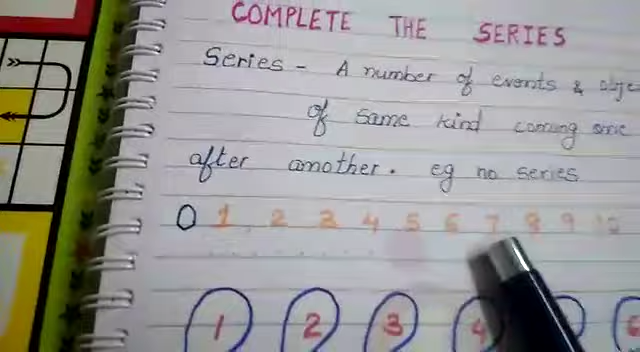 COMPLETE THE SERIES
Series - A number of events & obje
of same kind coming one
after another. eg no series
0 1 2 3 4 5 6 7 8 9 10
1 2 3 4 6